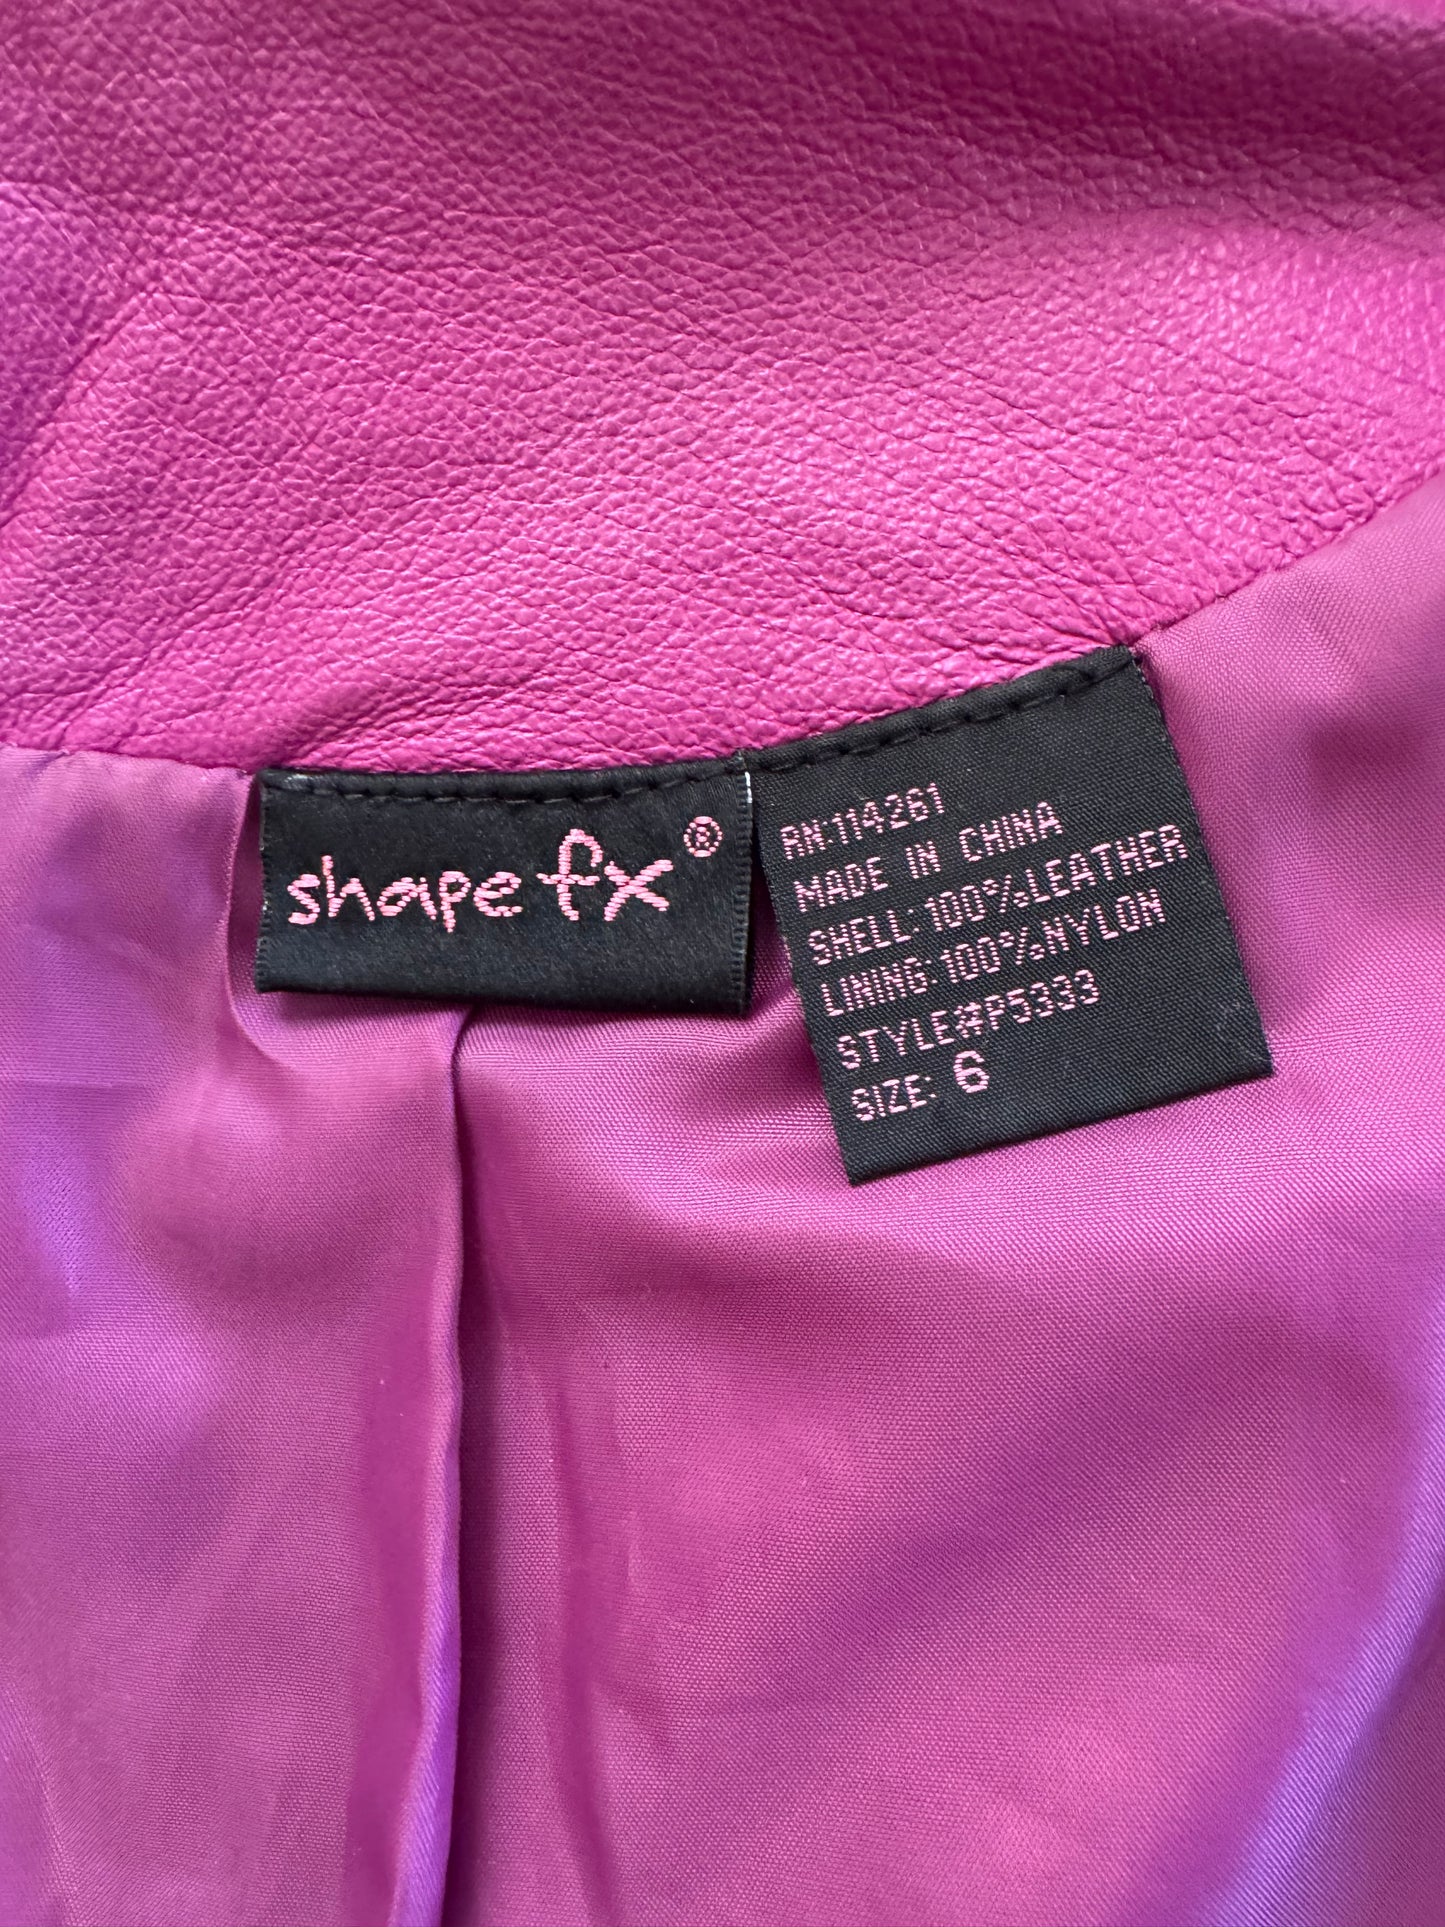 shape fx®
RN:114261
MADE IN CHINA
SHELL:100%LEATHER
LINING:100%NYLON
STYLE#P5333
SIZE: 6